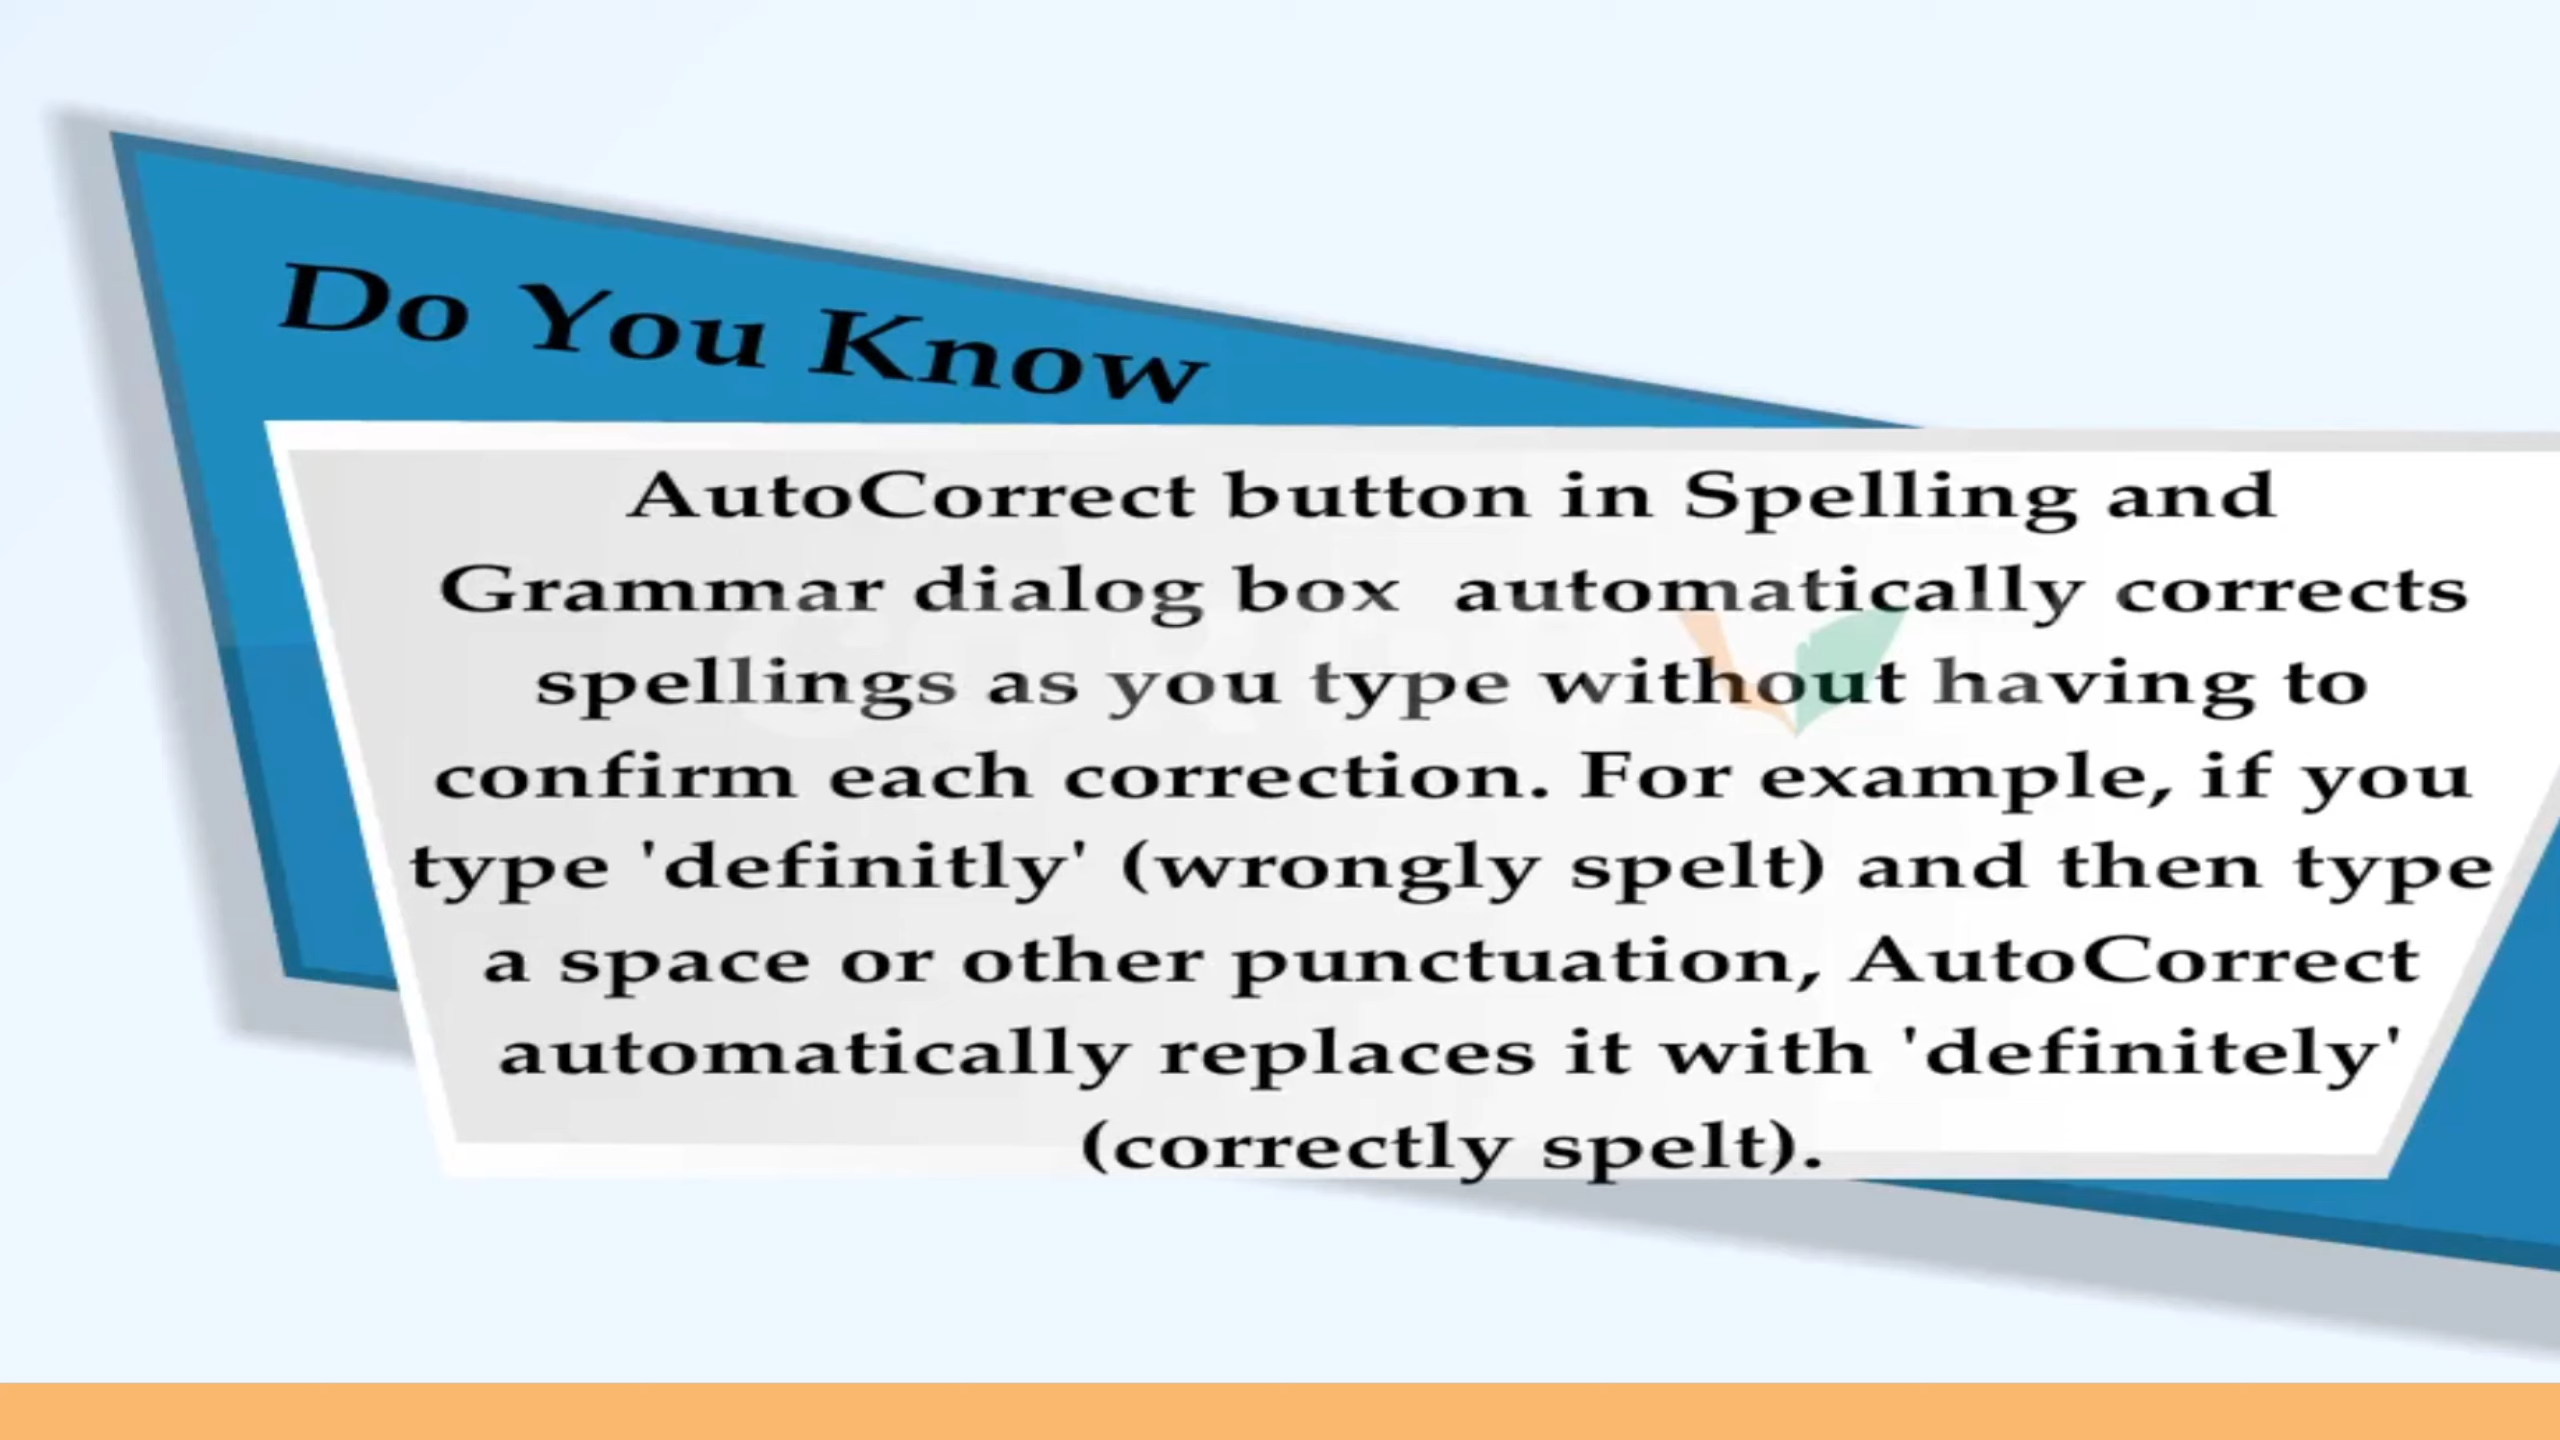 Do You Know
AutoCorrect button in Spelling and
Grammar dialog box automatically corrects
spellings as you type without having to
confirm each correction. For example, if you
type 'definitly' (wrongly spelt) and then type
a space or other punctuation, AutoCorrect
automatically replaces it with 'definitely'
(correctly spelt).